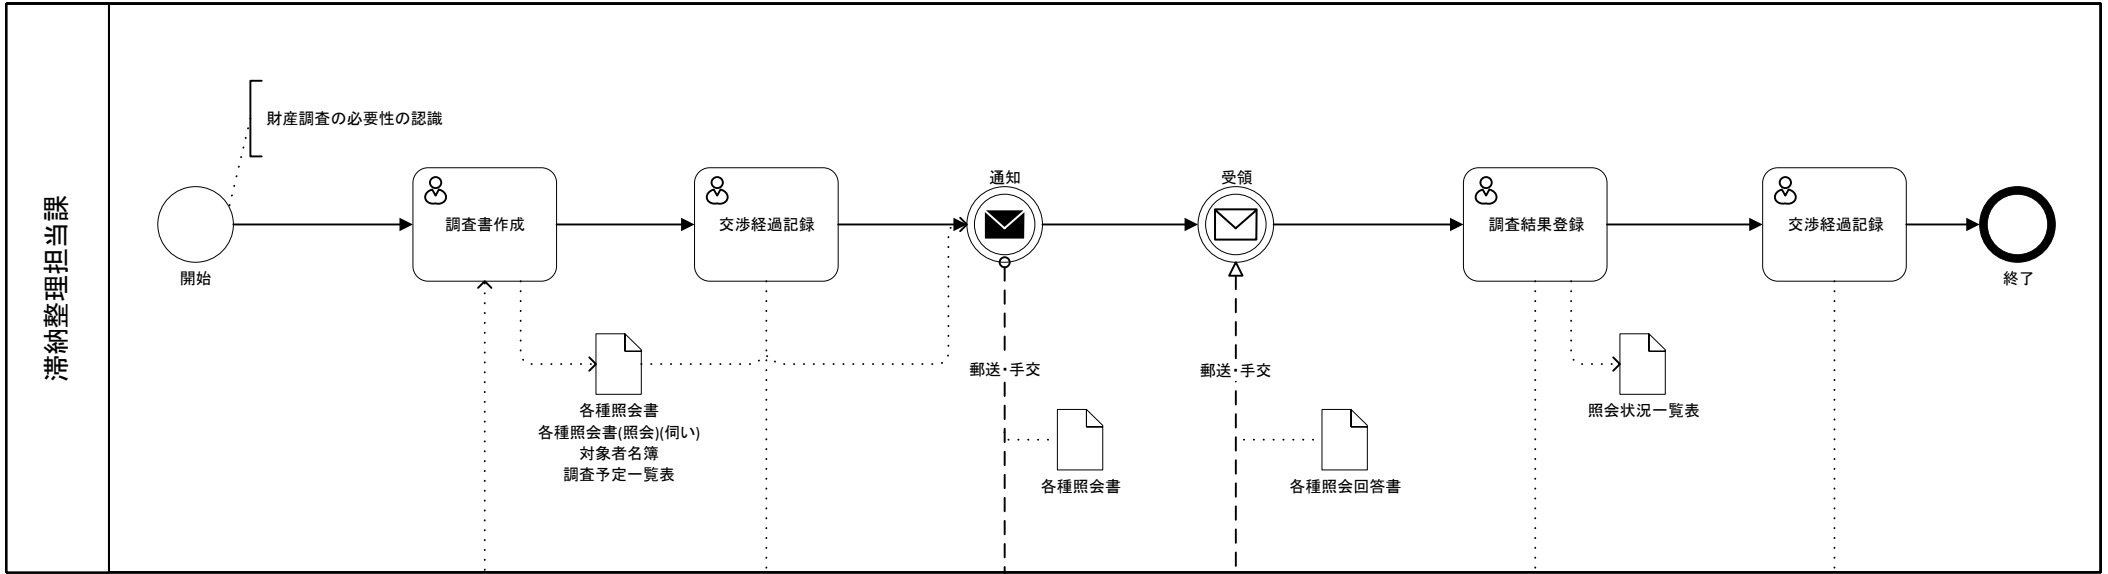 滞納整理担当課
財産調査の必要性の認識
開始
調査書作成
交渉経過記録
通知
受領
調査結果登録
交渉経過記録
終了
各種照会書
各種照会書(照会)(伺い)
対象者名簿
調査予定一覧表
郵送・手交
各種照会書
郵送・手交
各種照会回答書
照会状況一覧表